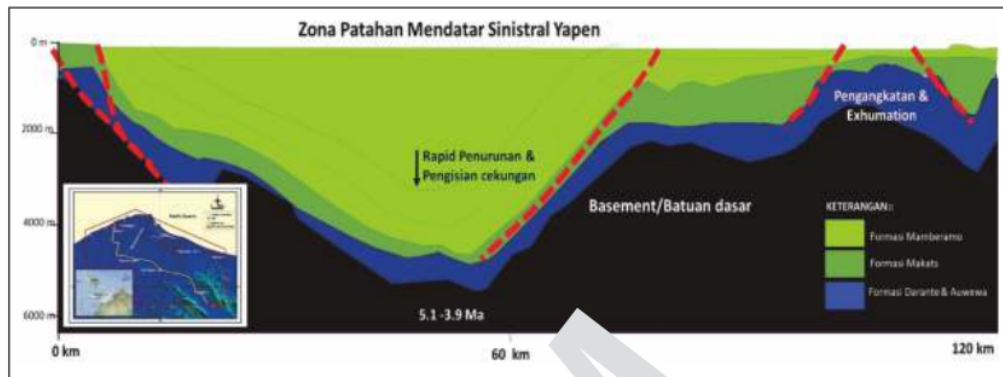 Zona Patahan Mendatar Sinistral Yapen
0 m
2000 m
4000 m
6000 m
Rapid Penurunan &
Pengisian cekungan
Pengangkatan &
Exhumation
Basement/Batuan dasar
KETERANGAN::
Formasi Mamberamo
Formasi Makats
Formasi Darante & Auwewa
5.1 -3.9 Ma
0 km
60 km
120 km